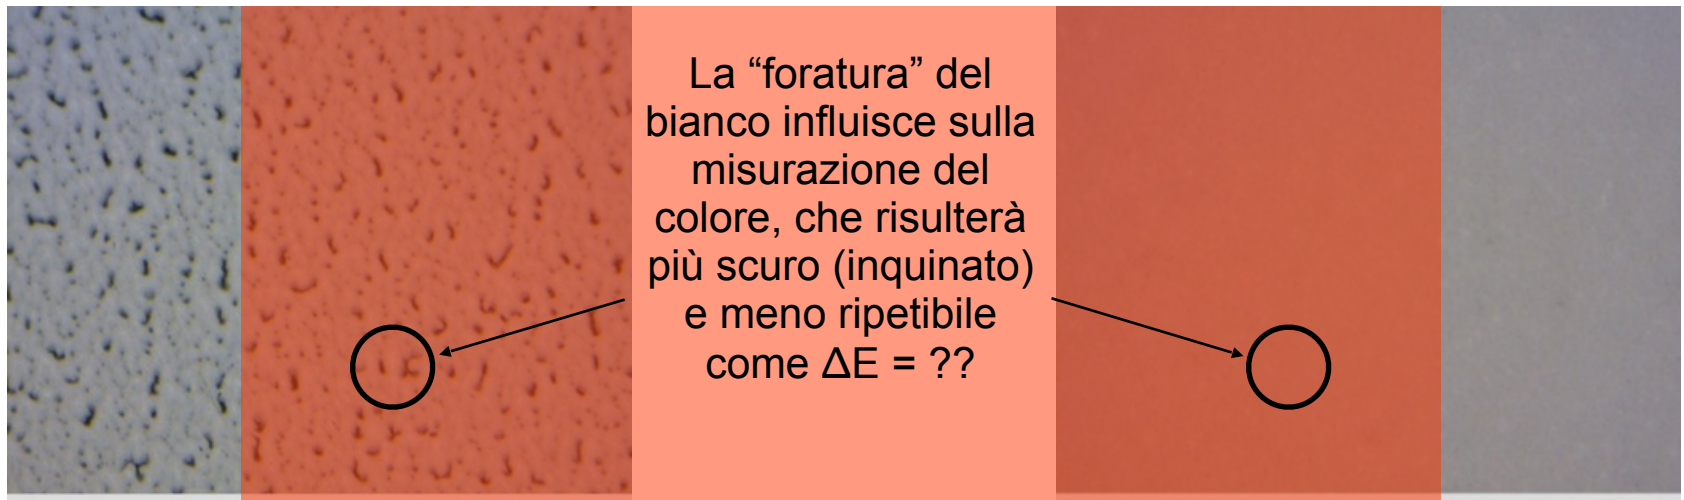 La “foratura” del
bianco influisce sulla
misurazione del
colore, che risulterà
più scuro (inquinato)
e meno ripetibile
come ΔE = ??